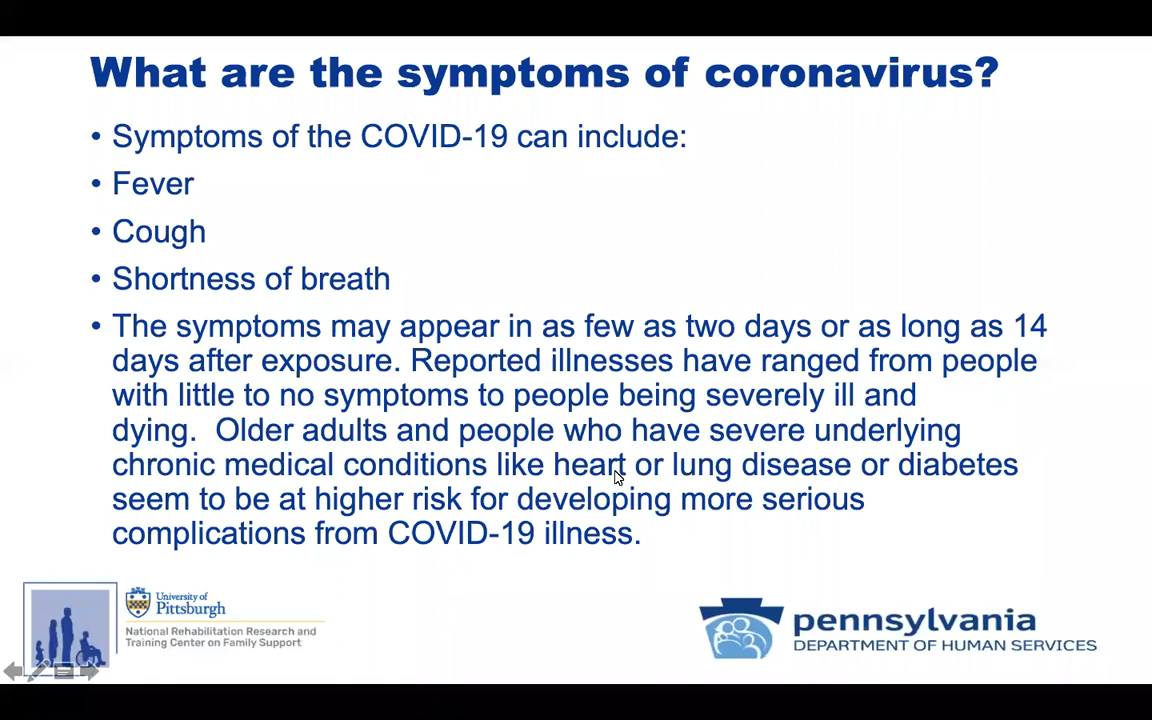 What are the symptoms of coronavirus?
• Symptoms of the COVID-19 can include:
• Fever
• Cough
• Shortness of breath
• The symptoms may appear in as few as two days or as long as 14
days after exposure. Reported illnesses have ranged from people
with little to no symptoms to people being severely ill and
dying.  Older adults and people who have severe underlying
chronic medical conditions like heart or lung disease or diabetes
seem to be at higher risk for developing more serious
complications from COVID-19 illness.
University of
Pittsburgh
National Rehabilitation Research and
Training Center on Family Support
pennsylvania
DEPARTMENT OF HUMAN SERVICES